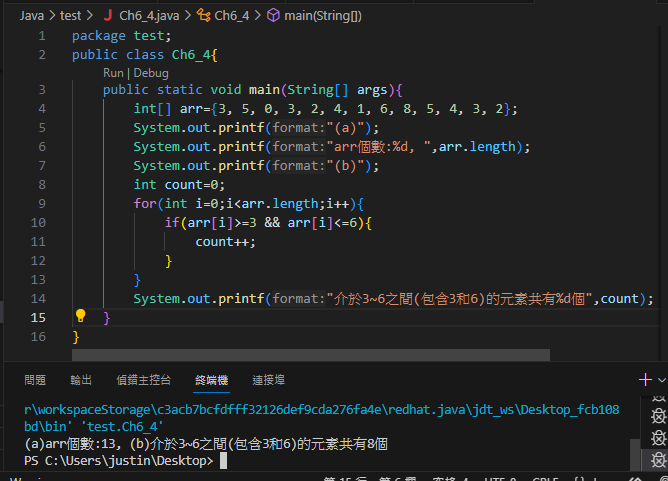 Java > test > J Ch6_4.java > Ch6_4 > main(String[])
1 package test;
2 public class Ch6_4{
Run | Debug
3 public static void main(String[] args){
4 int[] arr={3, 5, 0, 3, 2, 4, 1, 6, 8, 5, 4, 3, 2};
5 System.out.printf(format:"(a)");
6 System.out.printf(format:"arr個數:%d, ",arr.length);
7 System.out.printf(format:"(b)");
8 int count=0;
9 for(int i=0;i<arr.length;i++){
10 if(arr[i]>=3 && arr[i]<=6){
11 count++;
12 }
13 }
14 System.out.printf(format:"介於3~6之間(包含3和6)的元素共有%d個",count);
15 }
16 }
問題 輸出 偵錯主控台 終端機 連接埠
r\workspaceStorage\c3acb7bcfdfff32126def9cda276fa4e\redhat.java\jdt_ws\Desktop_fcb108
bd\bin' 'test.Ch6_4'
(a)arr個數:13, (b)介於3~6之間(包含3和6)的元素共有8個
PS C:\Users\justin\Desktop>